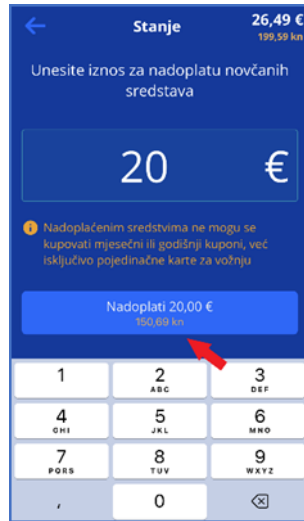 Stanje
26,49 €
199,59 kn
Unesite iznos za nadoplatu novčanih
sredstava
20 €
Nadoplaćenim sredstvima ne mogu se
kupovati mjesečni ili godišnji kuponi, već
isključivo pojedinačne karte za vožnju
Nadoplati 20,00 €
150,69 kn
1 2 3
ABC DEF
4 5 6
GHI JKL MNO
7 8 9
PQRS TUV WXYZ
, 0